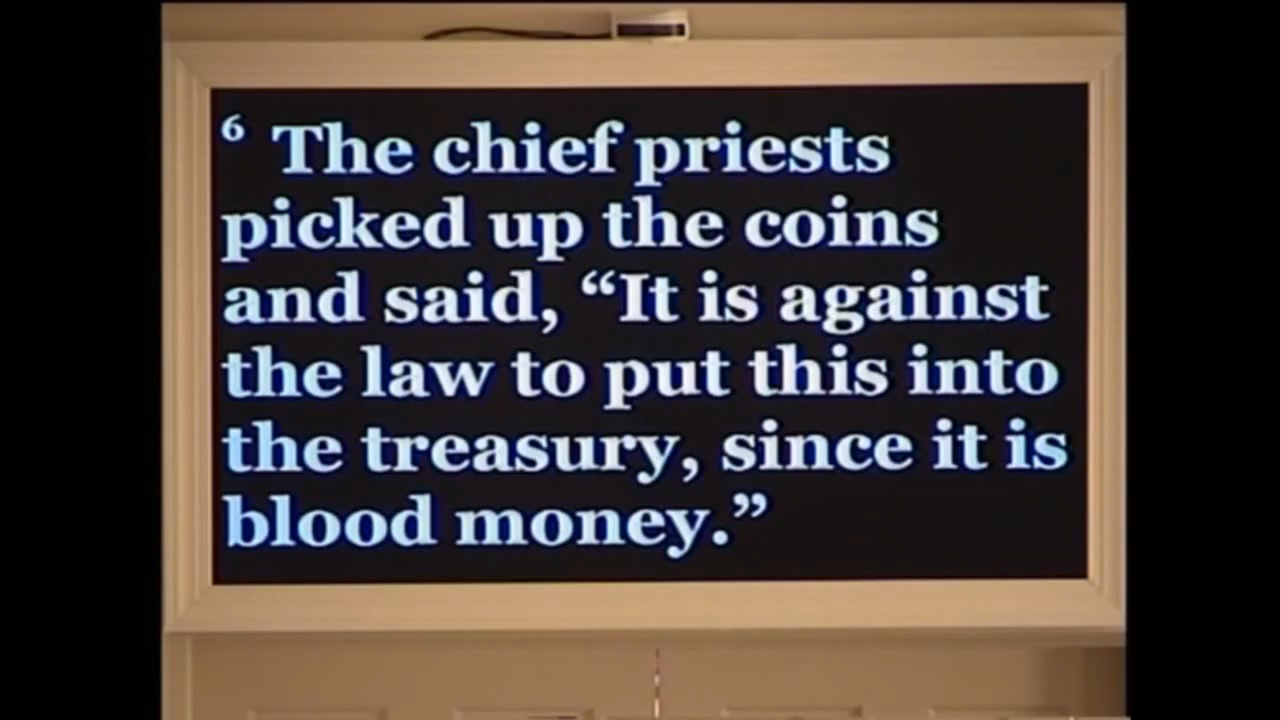 ⁶ The chief priests
picked up the coins
and said, “It is against
the law to put this into
the treasury, since it is
blood money.”